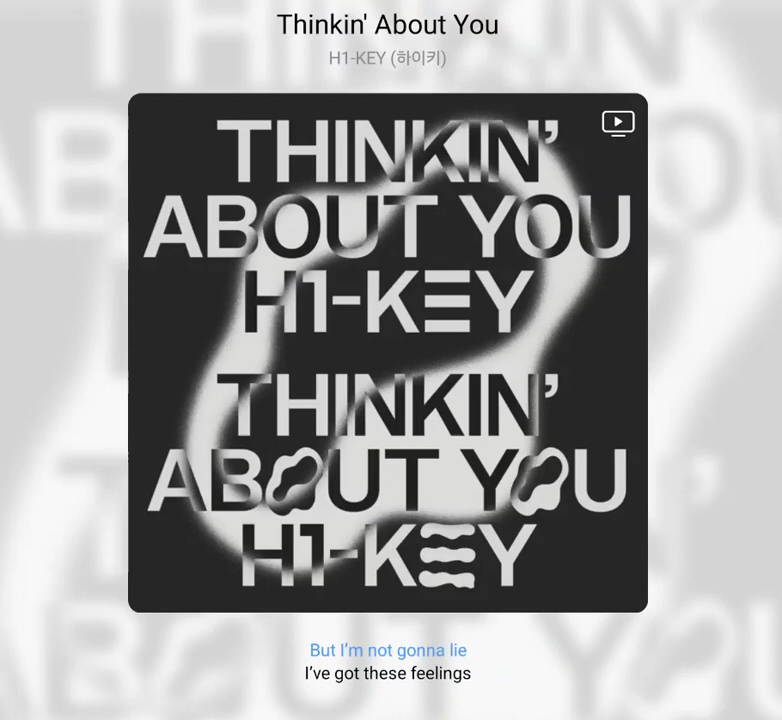 Thinkin' About You
H1-KEY (하이키)
THINKIN’
ABOUT YOU
H1-KEY
THINKIN’
ABOUT YOU
H1-KEY
But I’m not gonna lie
I’ve got these feelings